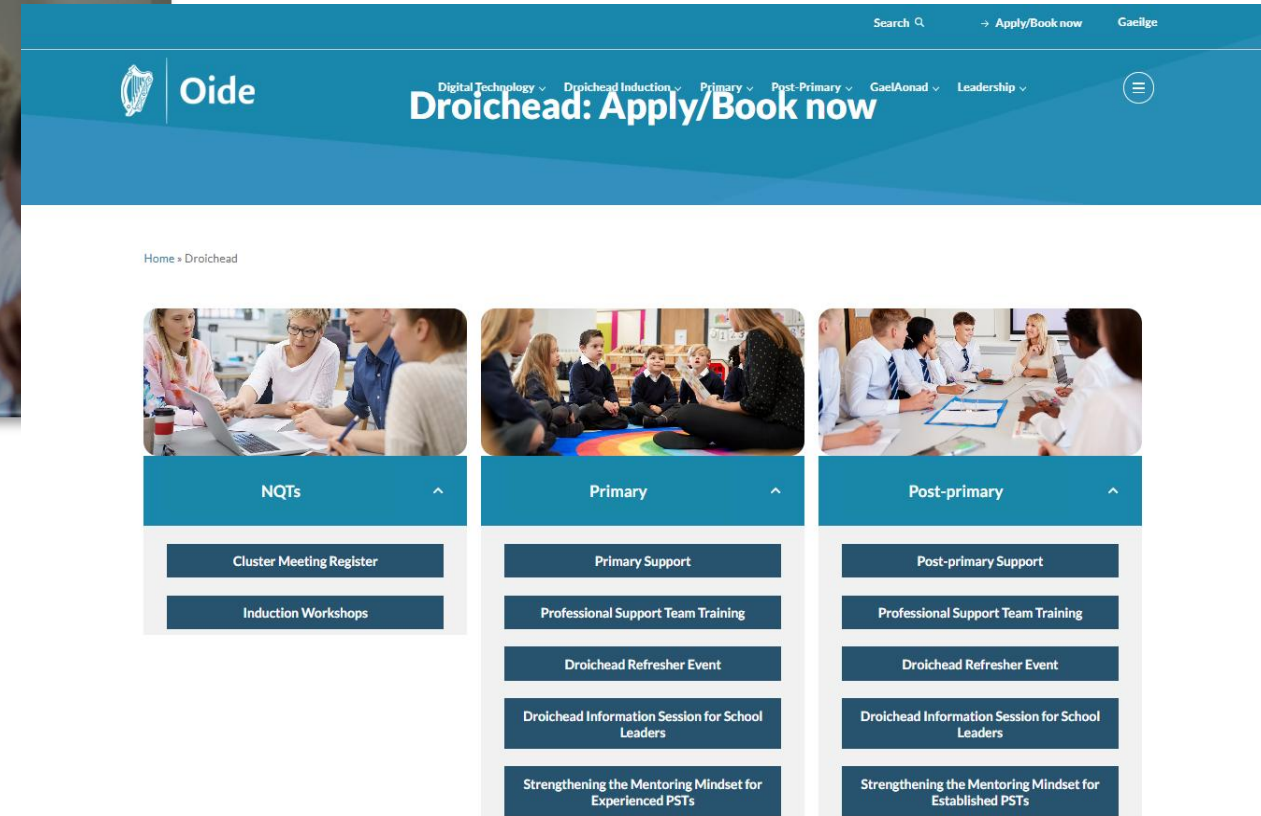 Search
→ Apply/Book now
Gaeilge
Oide
Digital Technology
Droichead Induction
Primary
Post-Primary
GaelAonad
Leadership
Droichead: Apply/Book now
Home » Droichead
NQTs
Cluster Meeting Register
Induction Workshops
Primary
Primary Support
Professional Support Team Training
Droichead Refresher Event
Droichead Information Session for School
Leaders
Strengthening the Mentoring Mindset for
Experienced PSTs
Post-primary
Post-primary Support
Professional Support Team Training
Droichead Refresher Event
Droichead Information Session for School
Leaders
Strengthening the Mentoring Mindset for
Established PSTs